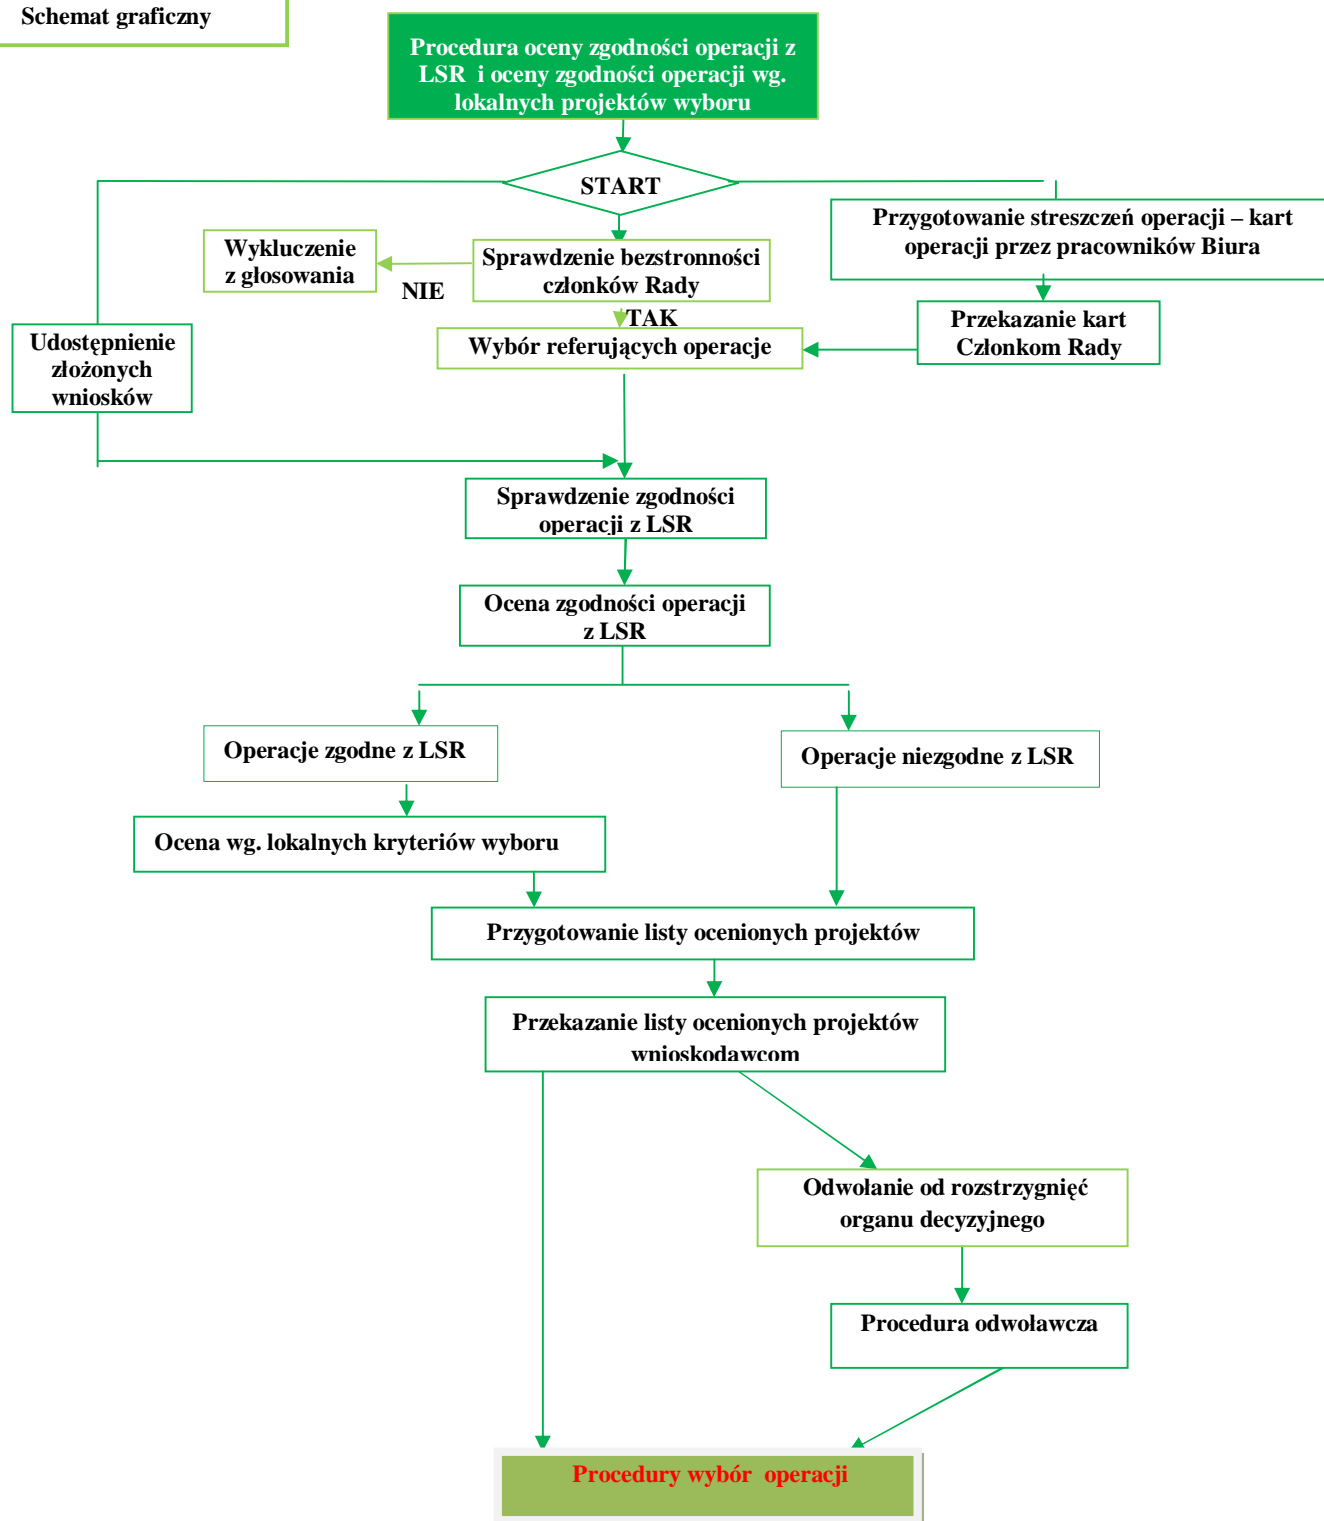 Schemat graficzny
Procedura oceny zgodności operacji z
LSR i oceny zgodności operacji wg.
lokalnych projektów wyboru
START
Przygotowanie streszczeń operacji – kart
operacji przez pracowników Biura
Wykluczenie
z głosowania
NIE
Sprawdzenie bezstronności
członków Rady
TAK
Wybór referujących operacje
Przekazanie kart
Członkom Rady
Udostępnienie
złożonych
wniosków
Sprawdzenie zgodności
operacji z LSR
Ocena zgodności operacji
z LSR
Operacje zgodne z LSR
Operacje niezgodne z LSR
Ocena wg. lokalnych kryteriów wyboru
Przygotowanie listy ocenionych projektów
Przekazanie listy ocenionych projektów
wnioskodawcom
Odwołanie od rozstrzygnięć
organu decyzyjnego
Procedura odwoławcza
Procedury wybór operacji